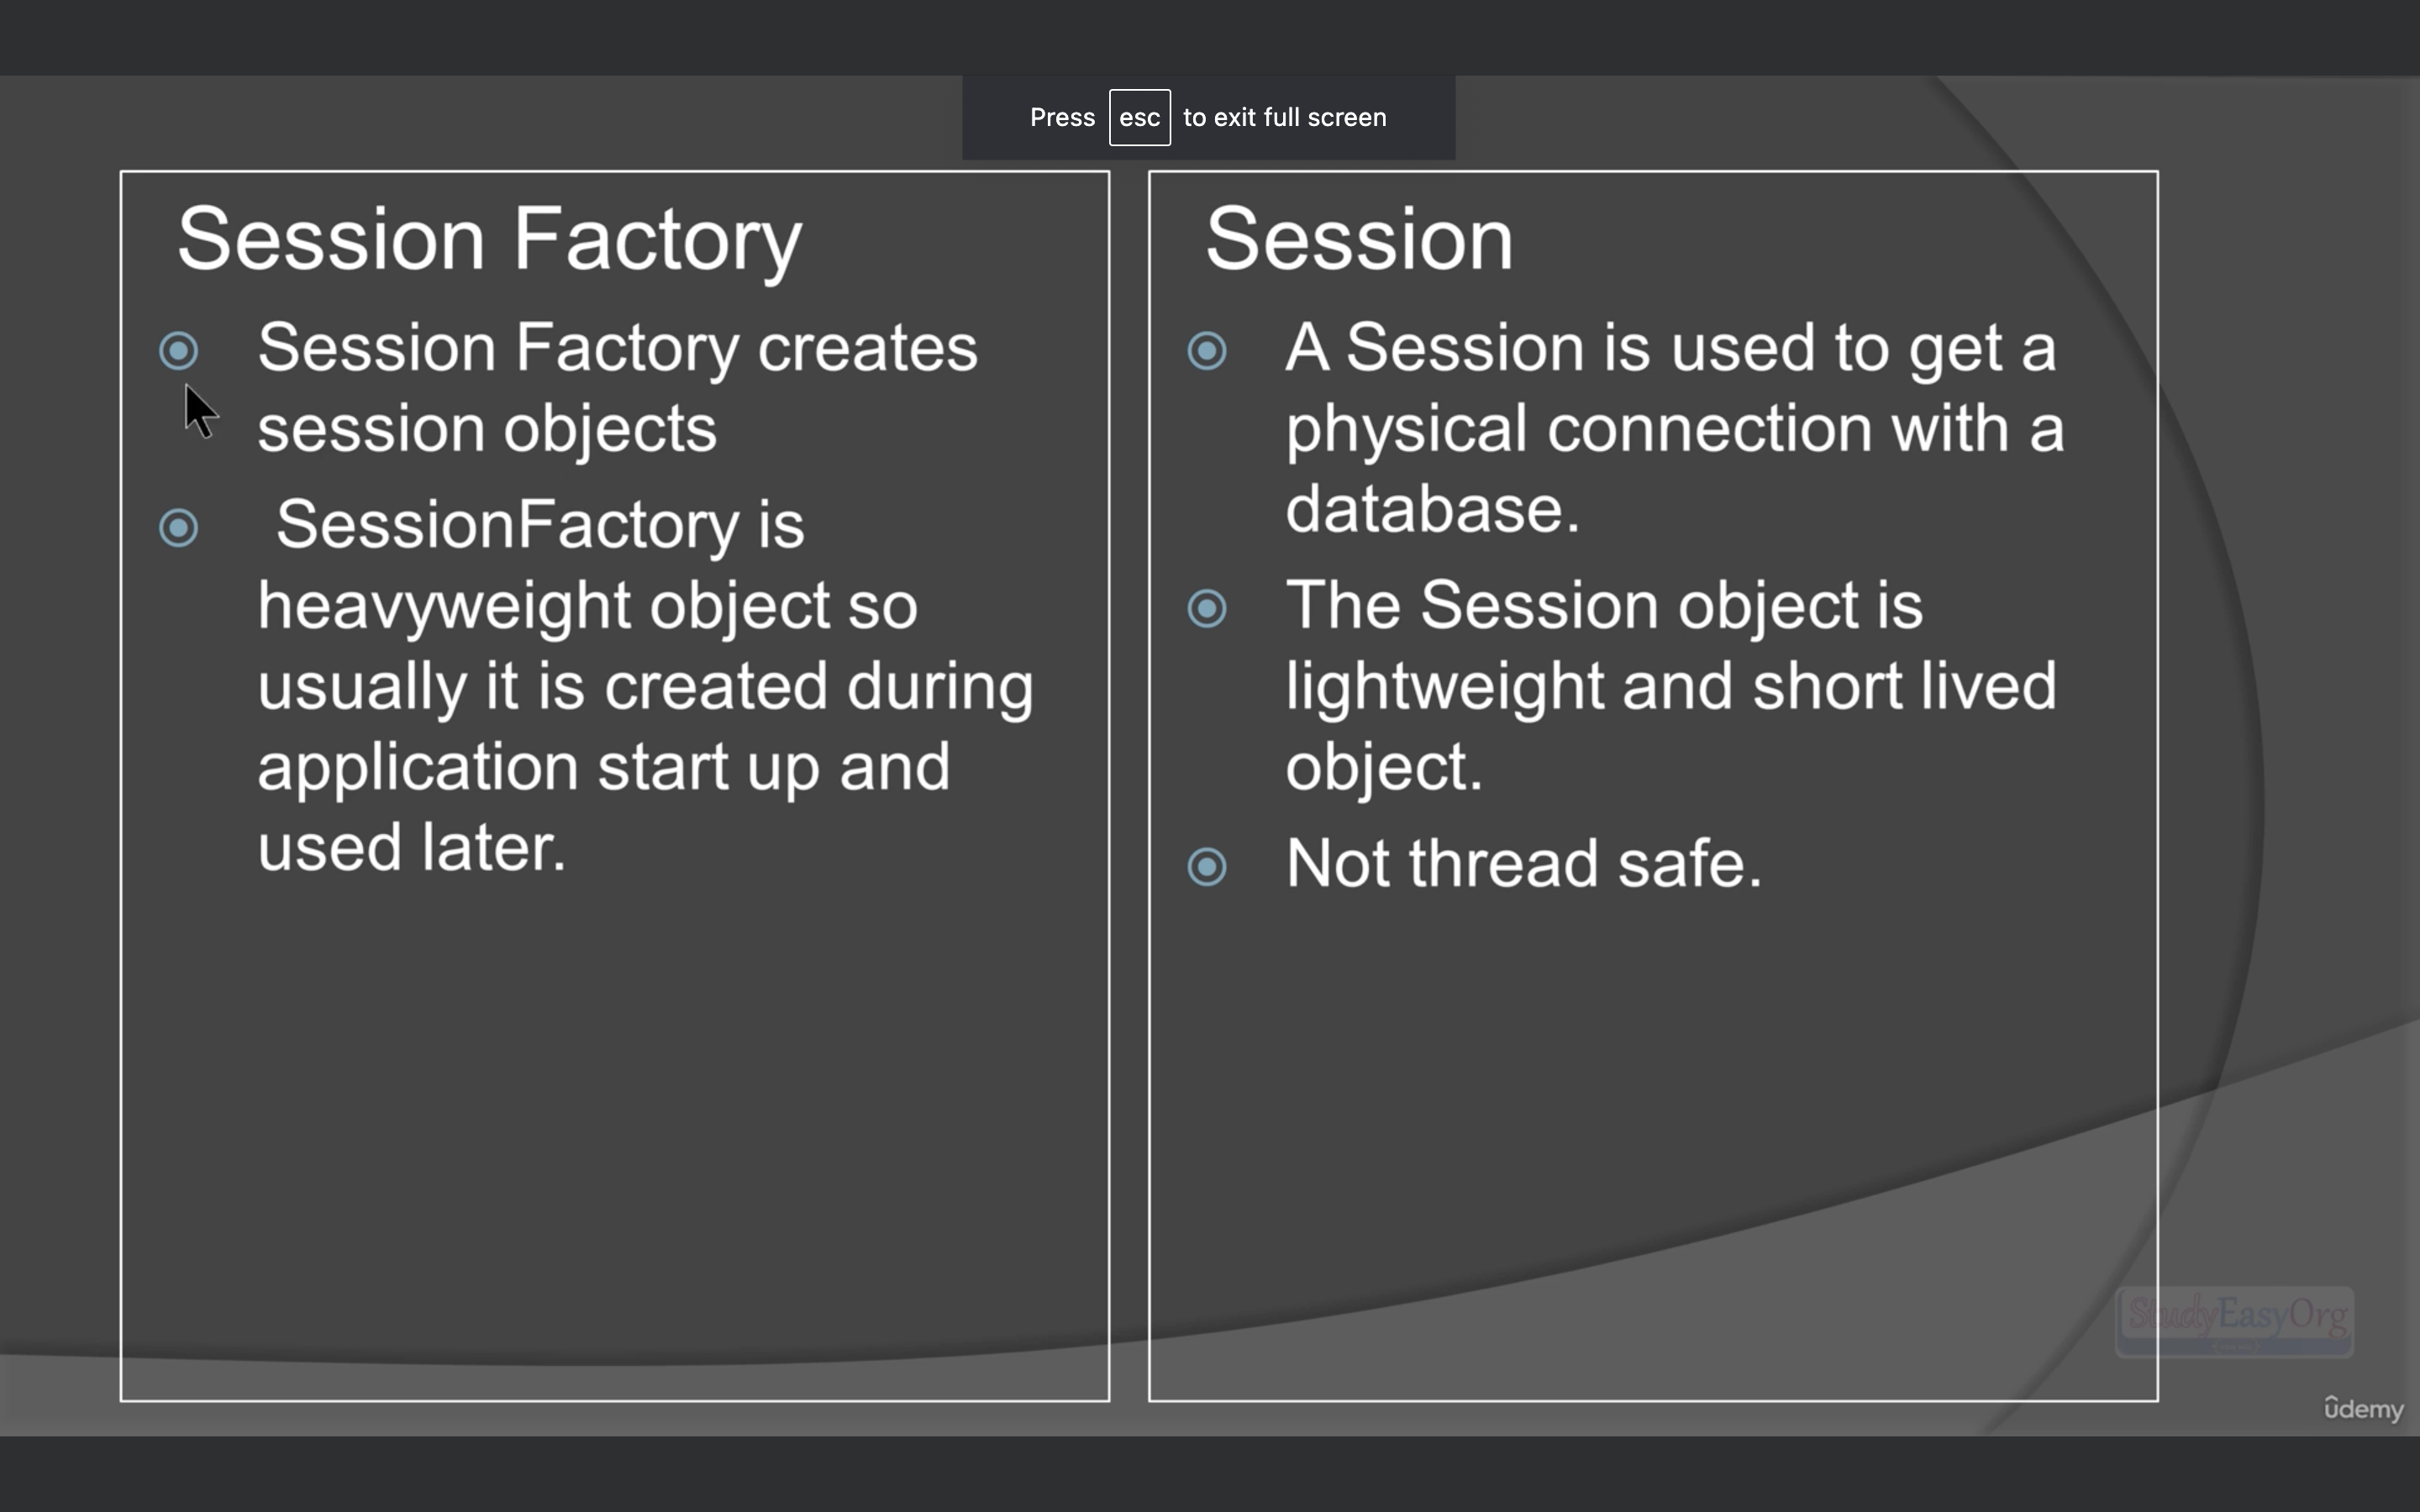 Press esc to exit full screen
Session Factory
Session Factory creates
session objects
SessionFactory is
heavyweight object so
usually it is created during
application start up and
used later.
Session
A Session is used to get a
physical connection with a
database.
The Session object is
lightweight and short lived
object.
Not thread safe.
StudyEasyOrg
udemy